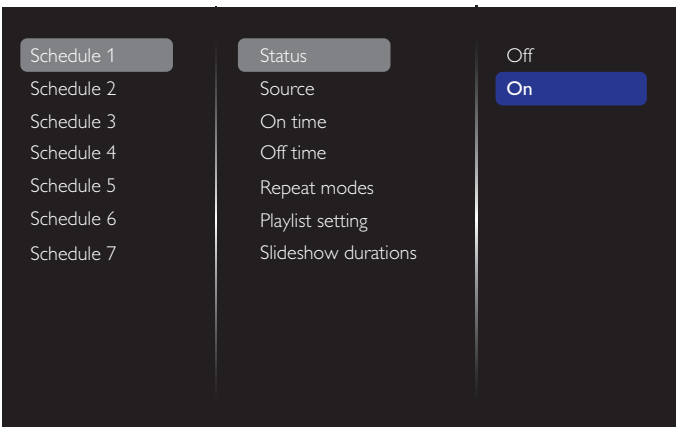 Schedule 1
Schedule 2
Schedule 3
Schedule 4
Schedule 5
Schedule 6
Schedule 7
Status
Source
On time
Off time
Repeat modes
Playlist setting
Slideshow durations
Off
On